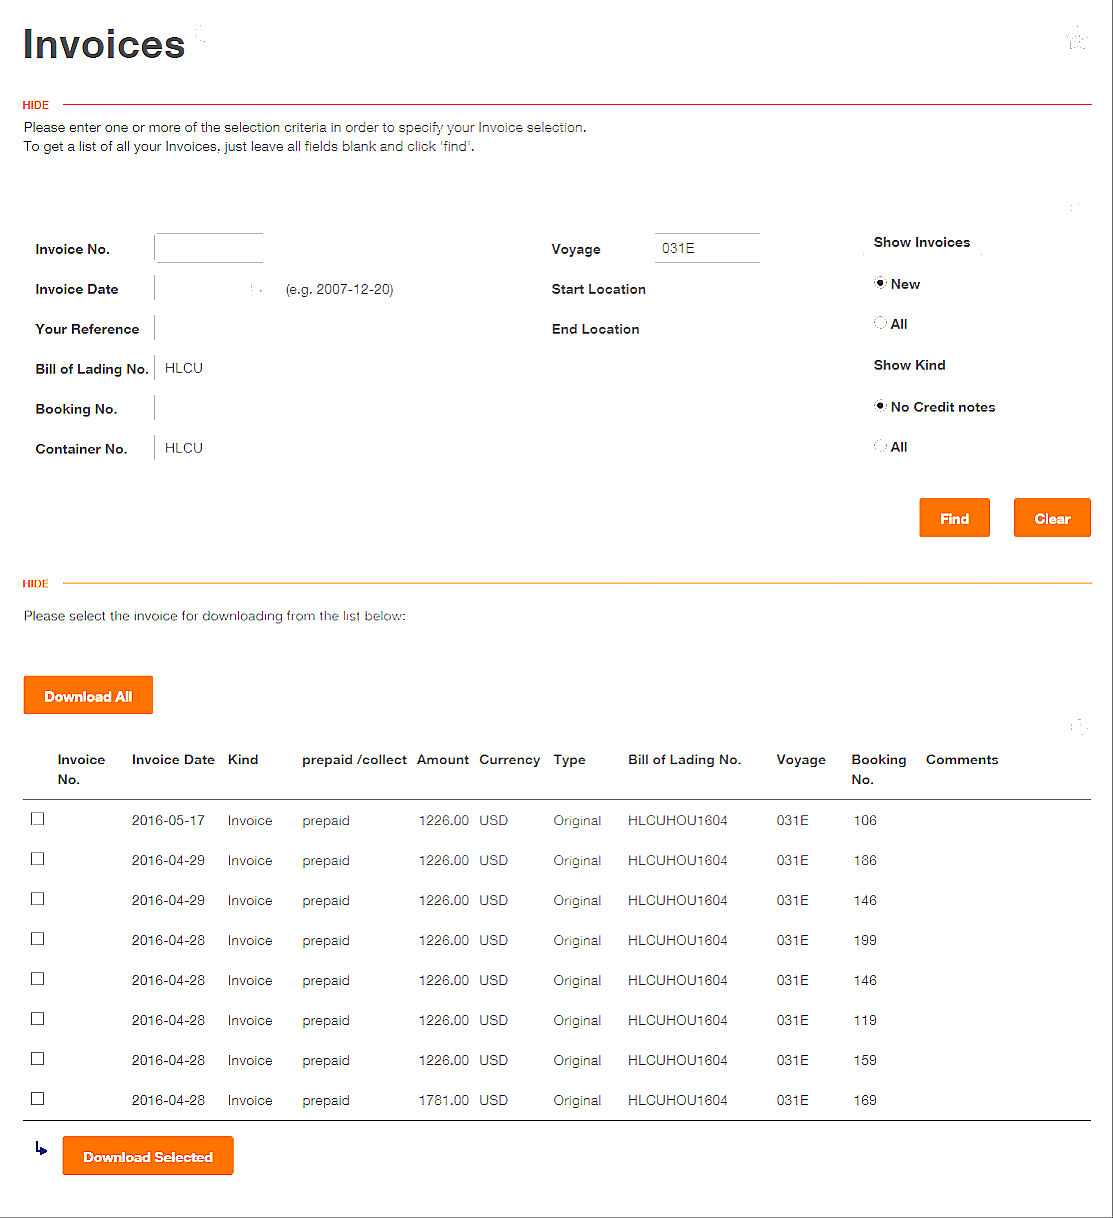 Invoices
HIDE
Please enter one or more of the selection criteria in order to specify your Invoice selection.
To get a list of all your Invoices, just leave all fields blank and click 'find'.
Invoice No. Voyage 031E Show Invoices
Invoice Date (e.g. 2007-12-20) Start Location New
Your Reference End Location All
Bill of Lading No. HLCU Show Kind
Booking No. No Credit notes
Container No. HLCU All
Find Clear
HIDE
Please select the invoice for downloading from the list below:
Download All
Invoice No. Invoice Date Kind prepaid /collect Amount Currency Type Bill of Lading No. Voyage Booking No. Comments
2016-05-17 Invoice prepaid 1226.00 USD Original HLCUHOU1604 031E 106
2016-04-29 Invoice prepaid 1226.00 USD Original HLCUHOU1604 031E 186
2016-04-29 Invoice prepaid 1226.00 USD Original HLCUHOU1604 031E 146
2016-04-28 Invoice prepaid 1226.00 USD Original HLCUHOU1604 031E 199
2016-04-28 Invoice prepaid 1226.00 USD Original HLCUHOU1604 031E 146
2016-04-28 Invoice prepaid 1226.00 USD Original HLCUHOU1604 031E 119
2016-04-28 Invoice prepaid 1226.00 USD Original HLCUHOU1604 031E 159
2016-04-28 Invoice prepaid 1781.00 USD Original HLCUHOU1604 031E 169
Download Selected